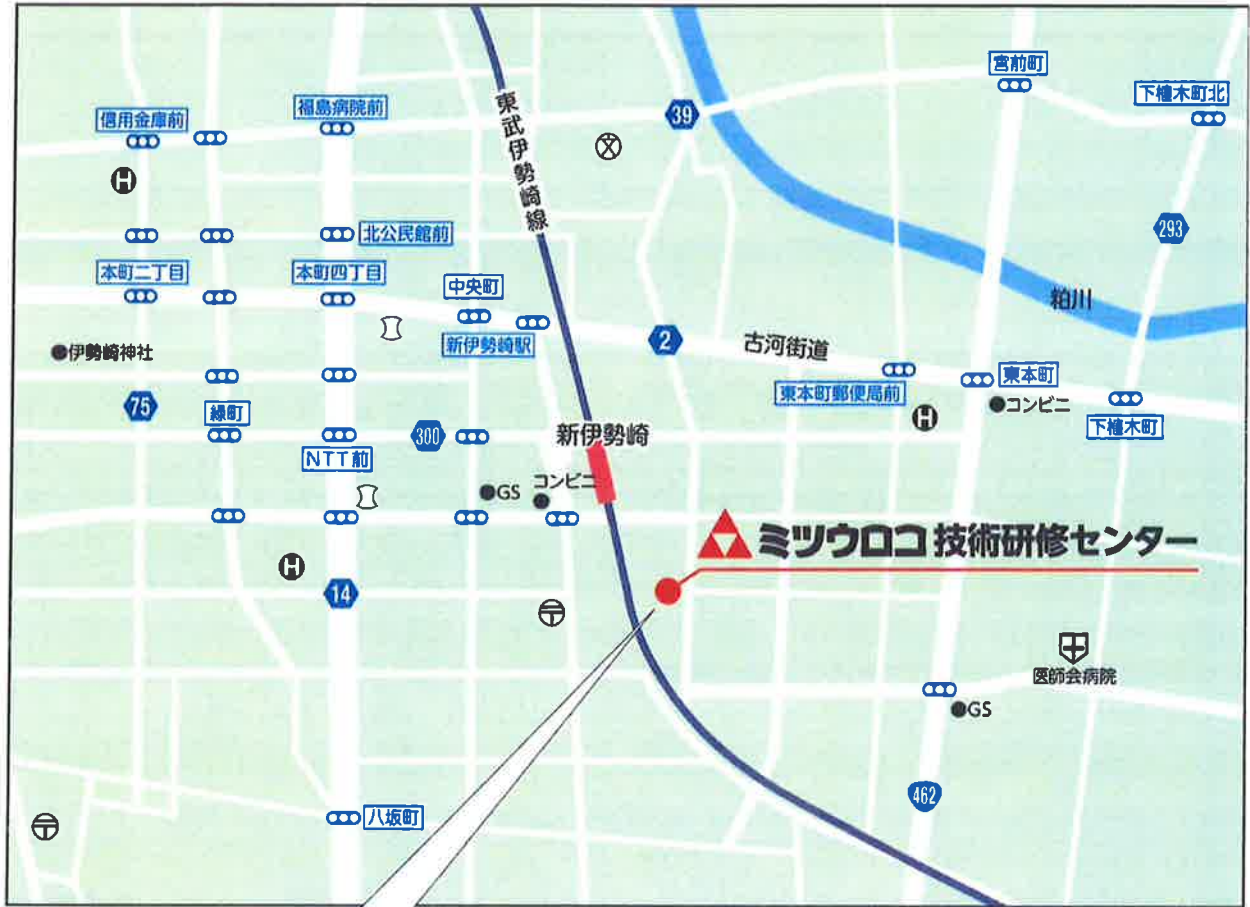 宮前町
福島病院前
下植木町北
信用金庫前
東武伊勢崎線
39
H
北公民館前
293
本町二丁目
本町四丁目
中央町
粕川
新伊勢崎駅
2
古河街道
伊勢崎神社
東本町
東本町郵便局前
コンビニ
75
緑町
300
新伊勢崎
H
下植木町
NTT前
GS
コンビニ
ミツウロコ 技術研修センター
H
14
医師会病院
GS
462
八坂町